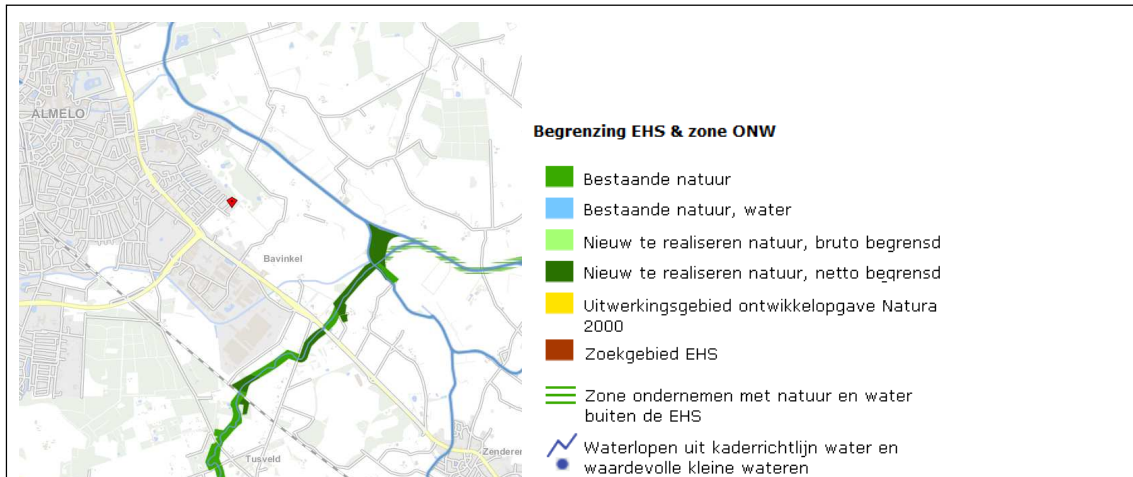 ALMELO
Bavinkel
Tusveld
Zenderen
Begrenzing EHS & zone ONW
Bestaande natuur
Bestaande natuur, water
Nieuw te realiseren natuur, bruto begrensd
Nieuw te realiseren natuur, netto begrensd
Uitwerkingsgebied ontwikkelopgave Natura
2000
Zoekgebied EHS
Zone ondernemen met natuur en water
buiten de EHS
Waterlopen uit kaderrichtlijn water en
waardevolle kleine wateren